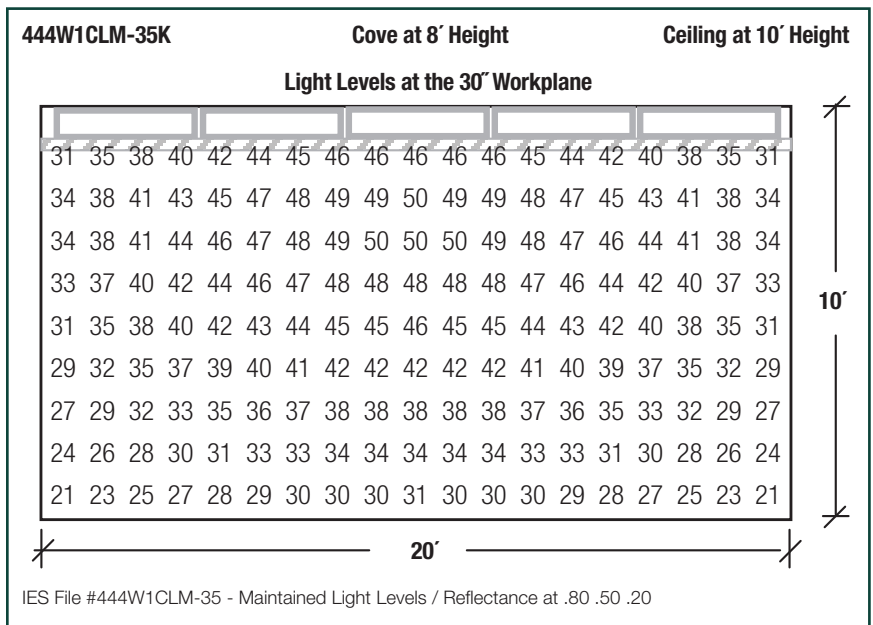 444W1CLM-35K Cove at 8´ Height Ceiling at 10´ Height
Light Levels at the 30˝ Workplane
31 35 38 40 42 44 45 46 46 46 46 46 45 44 42 40 38 35 31
34 38 41 43 45 47 48 49 49 50 49 49 48 47 45 43 41 38 34
34 38 41 44 46 47 48 49 50 50 50 49 48 47 46 44 41 38 34
33 37 40 42 44 46 47 48 48 48 48 48 47 46 44 42 40 37 33
10´
31 35 38 40 42 43 44 45 45 46 45 45 44 43 42 40 38 35 31
29 32 35 37 39 40 41 42 42 42 42 42 41 40 39 37 35 32 29
27 29 32 33 35 36 37 38 38 38 38 38 37 36 35 33 32 29 27
24 26 28 30 31 33 33 34 34 34 34 34 33 33 31 30 28 26 24
21 23 25 27 28 29 30 30 30 31 30 30 30 29 28 27 25 23 21
20´
IES File #444W1CLM-35 - Maintained Light Levels / Reflectance at .80 .50 .20